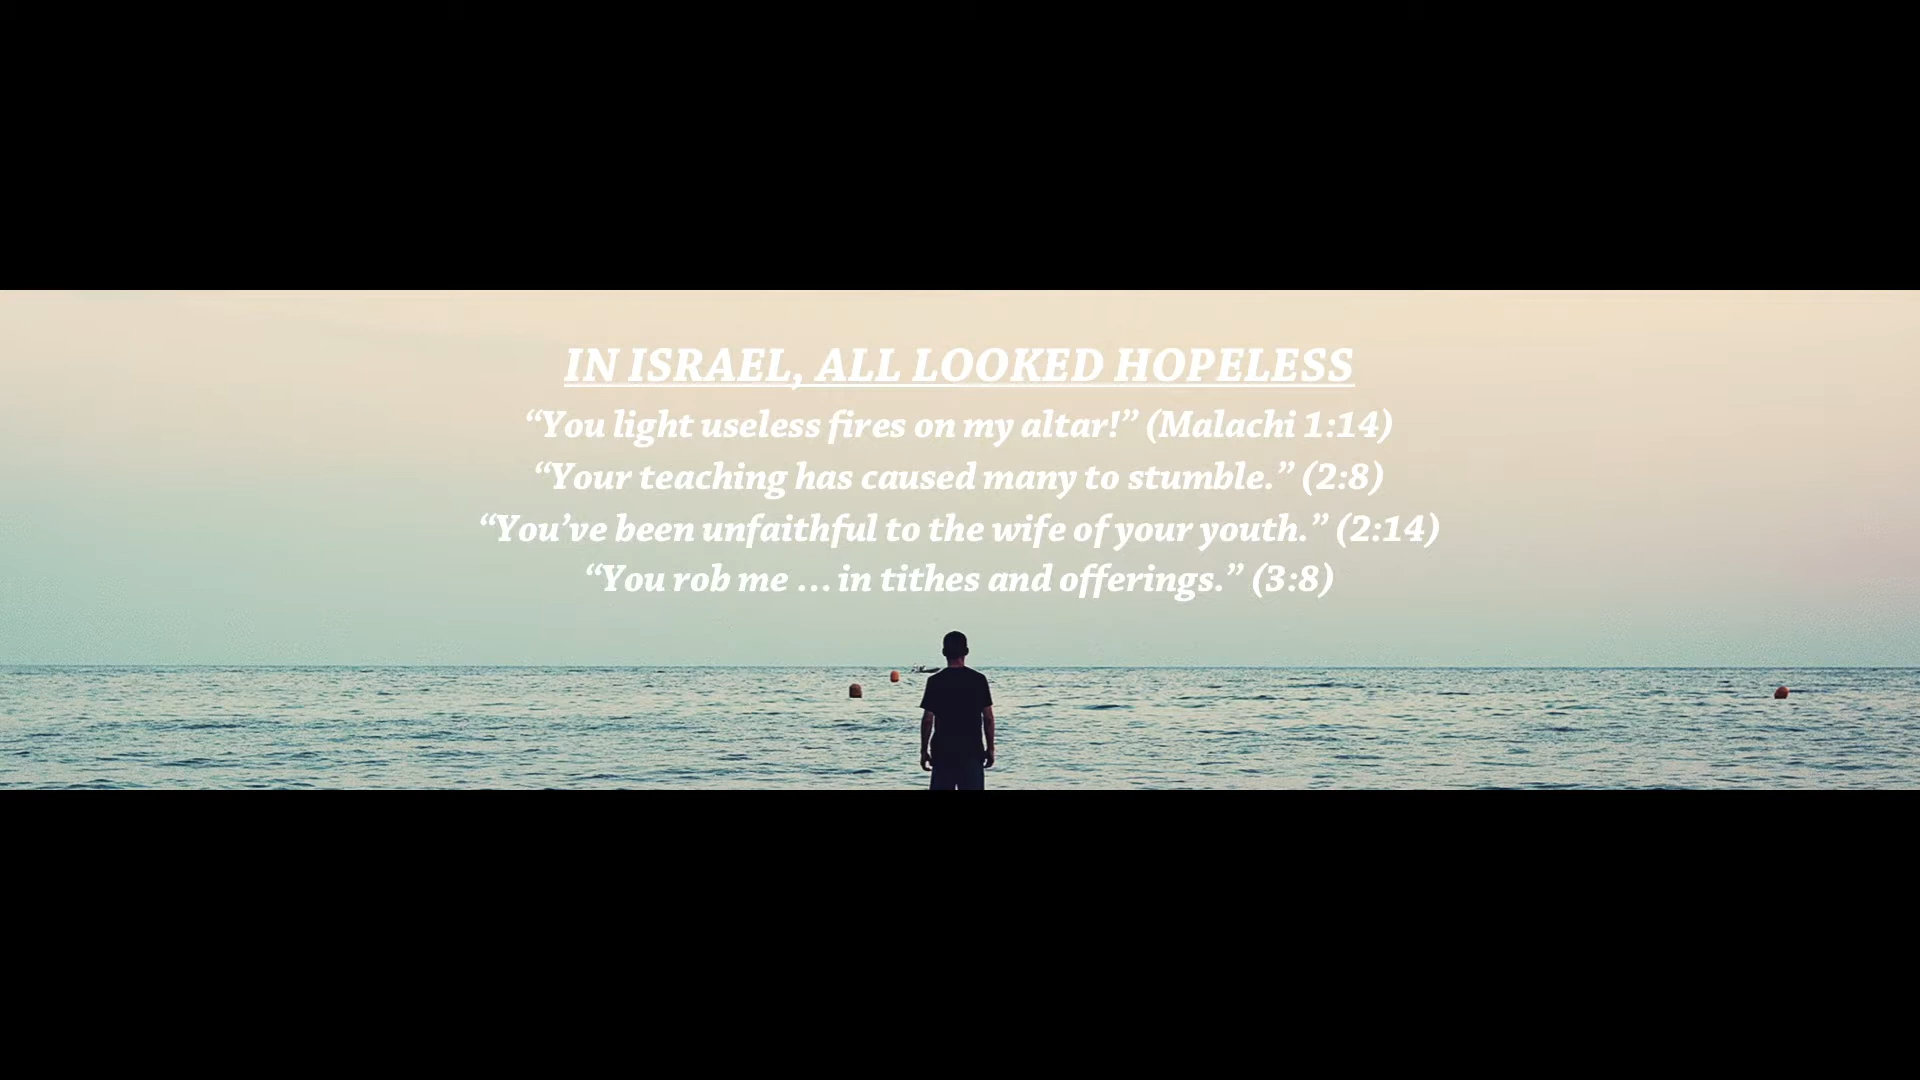 IN ISRAEL, ALL LOOKED HOPELESS
“You light useless fires on my altar!” (Malachi 1:14)
“Your teaching has caused many to stumble.” (2:8)
“You’ve been unfaithful to the wife of your youth.” (2:14)
“You rob me … in tithes and offerings.” (3:8)